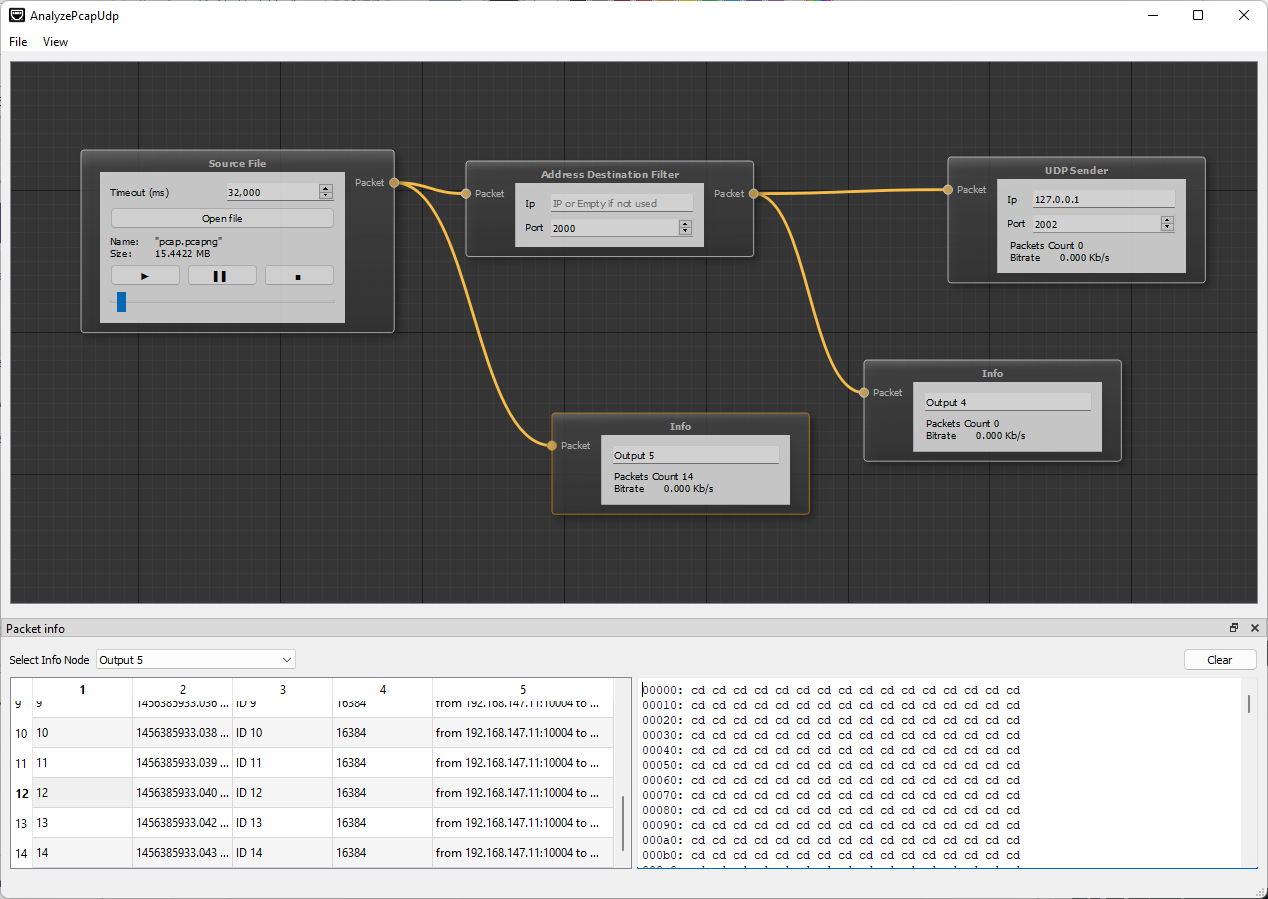 AnalyzePcapUdp
File View
Source File
Packet
Timeout (ms) 32,000
Open file
Name: "pcap.pcapng"
Size: 15.4422 MB
Address Destination Filter
Packet
Packet
Ip IP or Empty if not used
Port 2000
UDP Sender
Packet
Ip 127.0.0.1
Port 2002
Packets Count 0
Bitrate 0.000 Kb/s
Info
Packet
Output 4
Packets Count 0
Bitrate 0.000 Kb/s
Info
Packet
Output 5
Packets Count 14
Bitrate 0.000 Kb/s
Packet info
Select Info Node Output 5
Clear
1 2 3 4 5
9 9 1456385933.036 ... ID 9 16384 from 192.168.147.11:10004 to ...
10 10 1456385933.038 ... ID 10 16384 from 192.168.147.11:10004 to ...
11 11 1456385933.039 ... ID 11 16384 from 192.168.147.11:10004 to ...
12 12 1456385933.040 ... ID 12 16384 from 192.168.147.11:10004 to ...
13 13 1456385933.042 ... ID 13 16384 from 192.168.147.11:10004 to ...
14 14 1456385933.043 ... ID 14 16384 from 192.168.147.11:10004 to ...
00000: cd cd cd cd cd cd cd cd cd cd cd cd cd cd cd cd
00010: cd cd cd cd cd cd cd cd cd cd cd cd cd cd cd cd
00020: cd cd cd cd cd cd cd cd cd cd cd cd cd cd cd cd
00030: cd cd cd cd cd cd cd cd cd cd cd cd cd cd cd cd
00040: cd cd cd cd cd cd cd cd cd cd cd cd cd cd cd cd
00050: cd cd cd cd cd cd cd cd cd cd cd cd cd cd cd cd
00060: cd cd cd cd cd cd cd cd cd cd cd cd cd cd cd cd
00070: cd cd cd cd cd cd cd cd cd cd cd cd cd cd cd cd
00080: cd cd cd cd cd cd cd cd cd cd cd cd cd cd cd cd
00090: cd cd cd cd cd cd cd cd cd cd cd cd cd cd cd cd
000a0: cd cd cd cd cd cd cd cd cd cd cd cd cd cd cd cd
000b0: cd cd cd cd cd cd cd cd cd cd cd cd cd cd cd cd